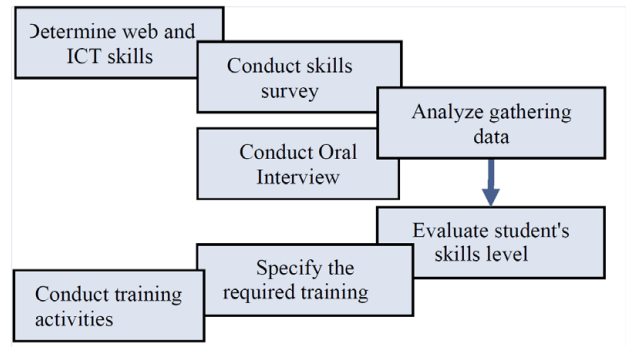 Determine web and
ICT skills
Conduct skills
survey
Analyze gathering
data
Conduct Oral
Interview
Evaluate student's
skills level
Specify the
required training
Conduct training
activities